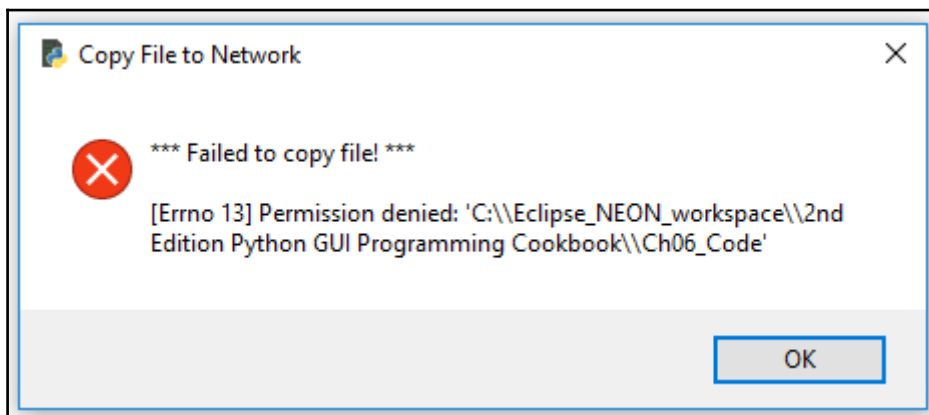 Copy File to Network
*** Failed to copy file! ***
[Errno 13] Permission denied: 'C:\\Eclipse_NEON_workspace\\2nd
Edition Python GUI Programming Cookbook\\Ch06_Code'
OK